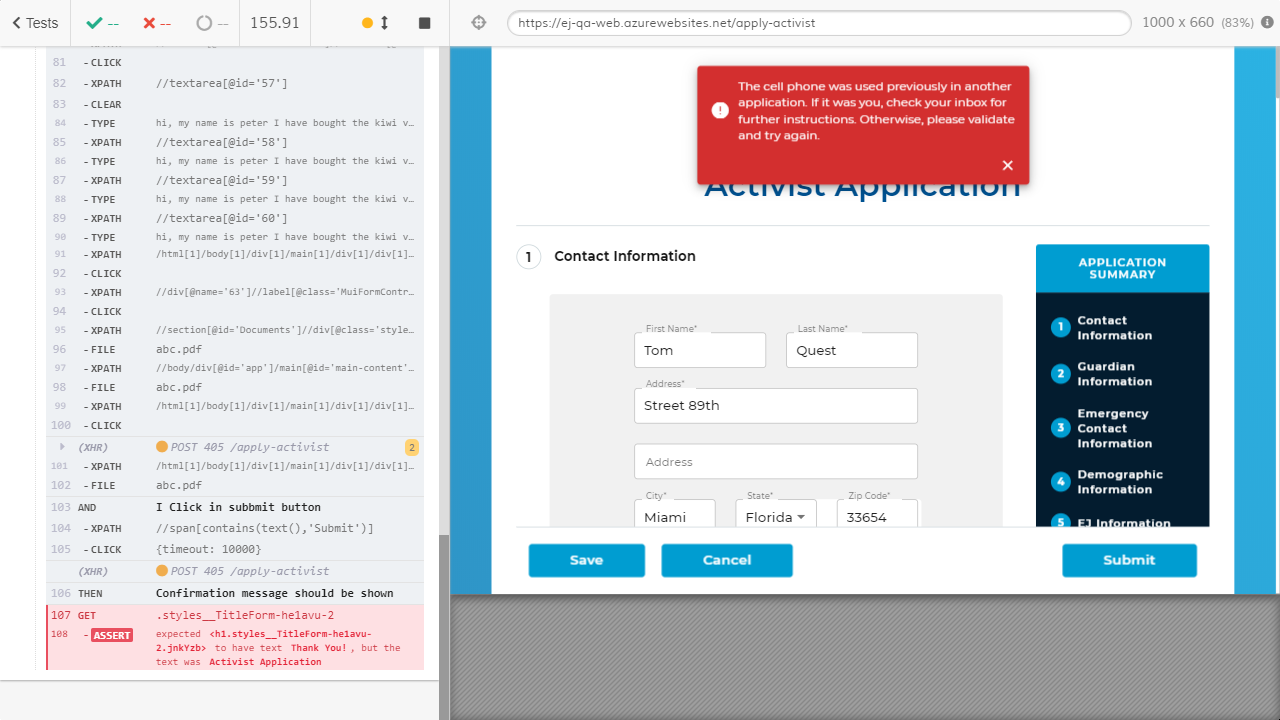 Tests
--
--
--
155.91
https://ej-qa-web.azurewebsites.net/apply-activist
1000 x 660 (83%)
81 - CLICK
82 - XPATH //textarea[@id='57']
83 - CLEAR
84 - TYPE hi, my name is peter I have bought the kiwi v…
85 - XPATH //textarea[@id='58']
86 - TYPE hi, my name is peter I have bought the kiwi v…
87 - XPATH //textarea[@id='59']
88 - TYPE hi, my name is peter I have bought the kiwi v…
89 - XPATH //textarea[@id='60']
90 - TYPE hi, my name is peter I have bought the kiwi v…
91 - XPATH /html[1]/body[1]/div[1]/main[1]/div[1]/div[1]…
92 - CLICK
93 - XPATH //div[@name='63']//label[@class='MuiFormContr…
94 - CLICK
95 - XPATH //section[@id='Documents']//div[@class='style…
96 - FILE abc.pdf
97 - XPATH //body/div[@id='app']/main[@id='main-content'…
98 - FILE abc.pdf
99 - XPATH /html[1]/body[1]/div[1]/main[1]/div[1]/div[1]…
100 - CLICK
(XHR) POST 405 /apply-activist 2
101 - XPATH /html[1]/body[1]/div[1]/main[1]/div[1]/div[1]…
102 - FILE abc.pdf
103 AND I Click in subbmit button
104 - XPATH //span[contains(text(),'Submit')]
105 - CLICK {timeout: 10000}
(XHR) POST 405 /apply-activist
106 THEN Confirmation message should be shown
107 GET .styles__TitleForm-he1avu-2
108 - ASSERT expected <h1.styles__TitleForm-he1avu-
2.jnkYzb> to have text Thank You!, but the
text was Activist Application
The cell phone was used previously in another
application. If it was you, check your inbox for
further instructions. Otherwise, please validate
and try again.
Activist Application
1 Contact Information
First Name*
Tom
Last Name*
Quest
Address*
Street 89th
Address
City*
Miami
State*
Florida
Zip Code*
33654
APPLICATION
SUMMARY
1 Contact
Information
2 Guardian
Information
3 Emergency
Contact
Information
4 Demographic
Information
5 EJ Information
Save
Cancel
Submit